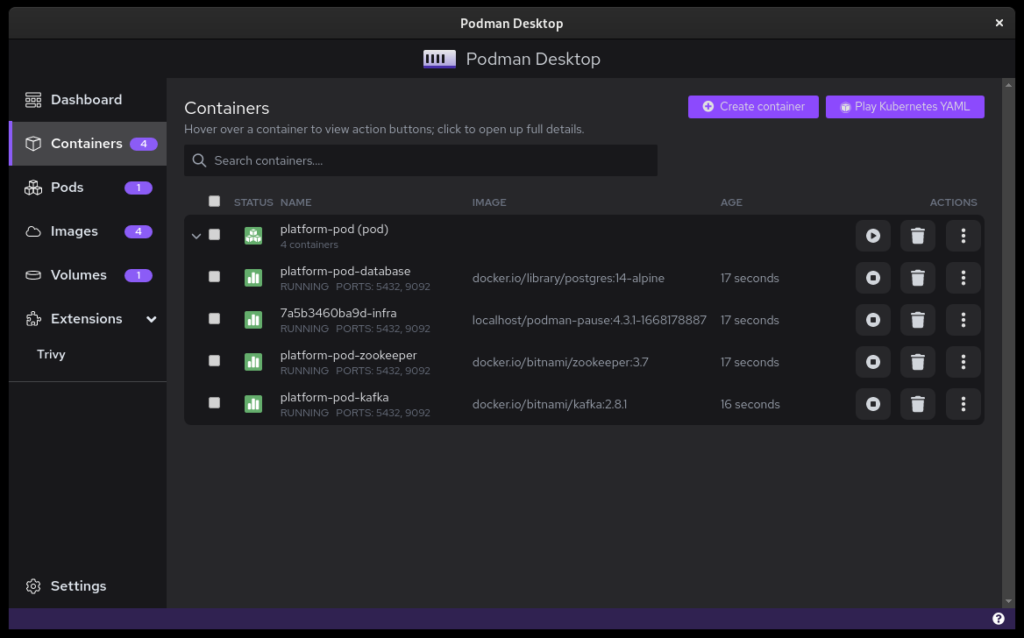 Podman Desktop
Podman Desktop
Dashboard
Containers 4
Pods 1
Images 4
Volumes 1
Extensions
Trivy
Settings
Containers
Create container
Play Kubernetes YAML
Hover over a container to view action buttons; click to open up full details.
Search containers....
STATUS NAME IMAGE AGE ACTIONS
platform-pod (pod)
4 containers
platform-pod-database
RUNNING PORTS: 5432, 9092
docker.io/library/postgres:14-alpine
17 seconds
7a5b3460ba9d-infra
RUNNING PORTS: 5432, 9092
localhost/podman-pause:4.3.1-1668178887
17 seconds
platform-pod-zookeeper
RUNNING PORTS: 5432, 9092
docker.io/bitnami/zookeeper:3.7
17 seconds
platform-pod-kafka
RUNNING PORTS: 5432, 9092
docker.io/bitnami/kafka:2.8.1
16 seconds